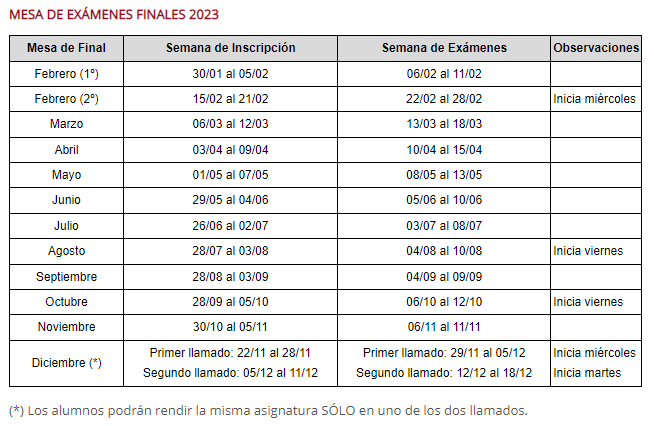 MESA DE EXÁMENES FINALES 2023
Mesa de Final Semana de Inscripción Semana de Exámenes Observaciones
Febrero (1º) 30/01 al 05/02 06/02 al 11/02
Febrero (2º) 15/02 al 21/02 22/02 al 28/02 Inicia miércoles
Marzo 06/03 al 12/03 13/03 al 18/03
Abril 03/04 al 09/04 10/04 al 15/04
Mayo 01/05 al 07/05 08/05 al 13/05
Junio 29/05 al 04/06 05/06 al 10/06
Julio 26/06 al 02/07 03/07 al 08/07
Agosto 28/07 al 03/08 04/08 al 10/08 Inicia viernes
Septiembre 28/08 al 03/09 04/09 al 09/09
Octubre 28/09 al 05/10 06/10 al 12/10 Inicia viernes
Noviembre 30/10 al 05/11 06/11 al 11/11
Diciembre (*) Primer llamado: 22/11 al 28/11 Primer llamado: 29/11 al 05/12 Inicia miércoles
Segundo llamado: 05/12 al 11/12 Segundo llamado: 12/12 al 18/12 Inicia martes
(*) Los alumnos podrán rendir la misma asignatura SÓLO en uno de los dos llamados.